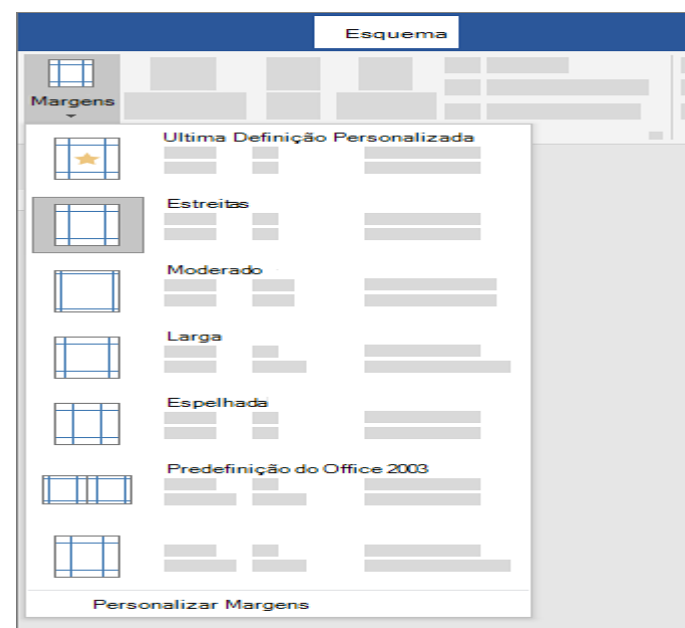 Esquema
Margens
Ultima Definição Personalizada
Estreitas
Moderado
Larga
Espelhada
Predefinição do Office 2003
Personalizar Margens